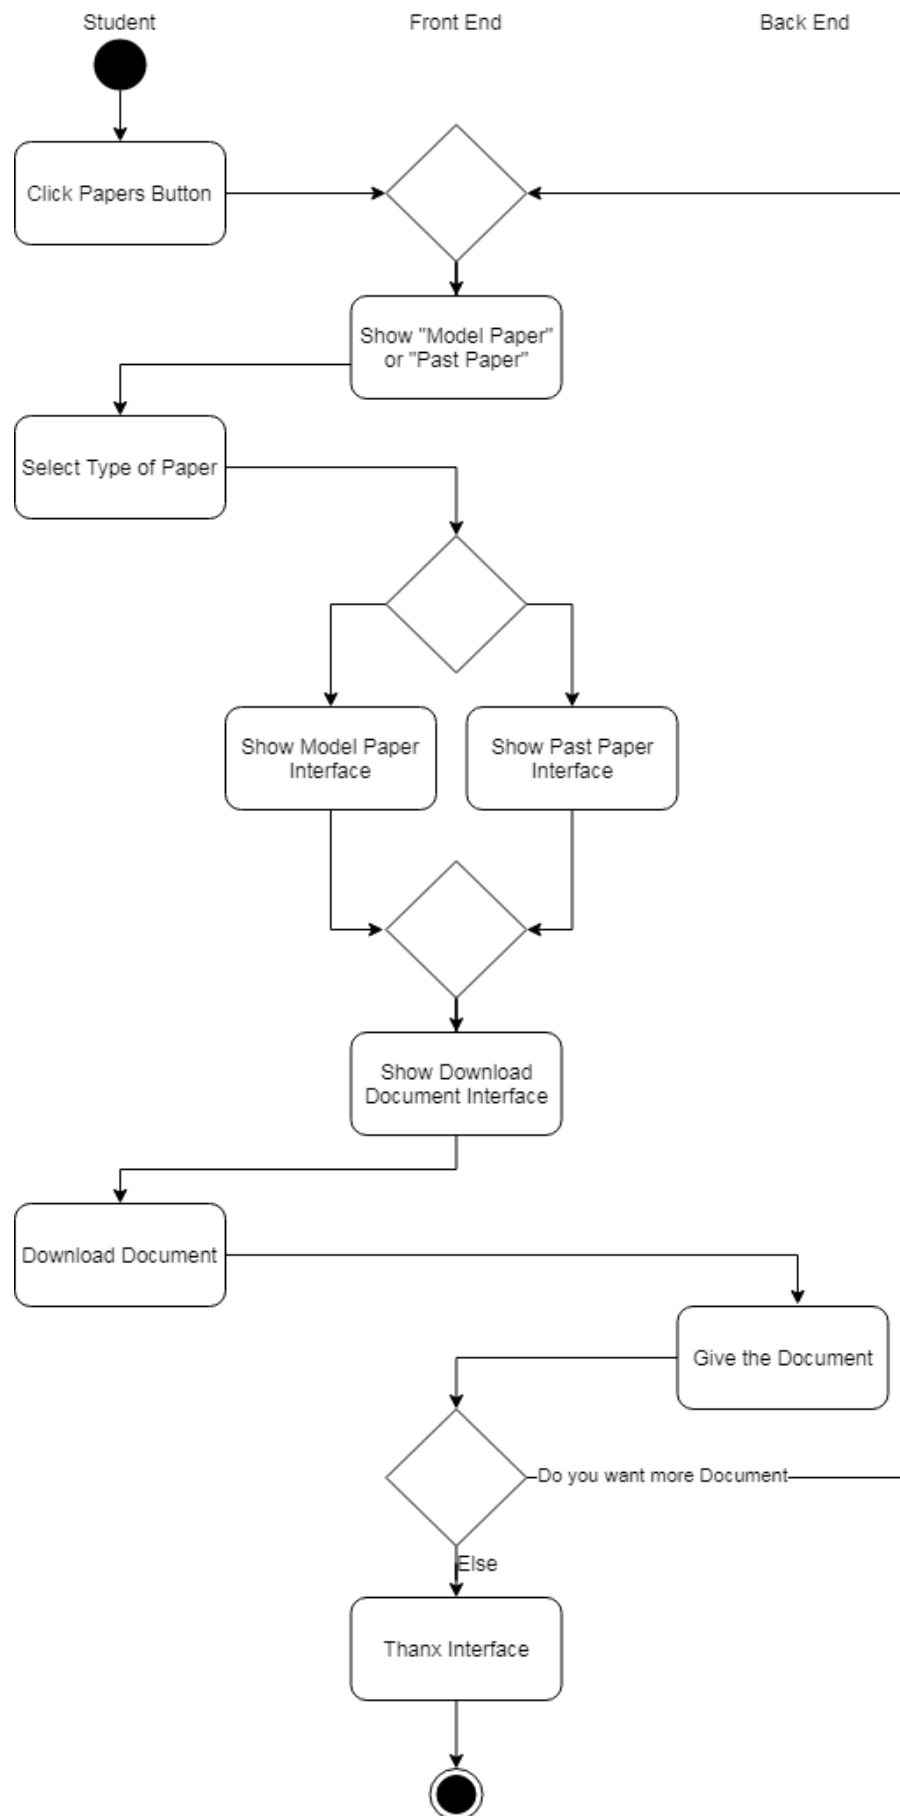 Student
Front End
Back End
Click Papers Button
Show "Model Paper"
or "Past Paper"
Select Type of Paper
Show Model Paper
Interface
Show Past Paper
Interface
Show Download
Document Interface
Download Document
Give the Document
Do you want more Document
Else
Thanx Interface